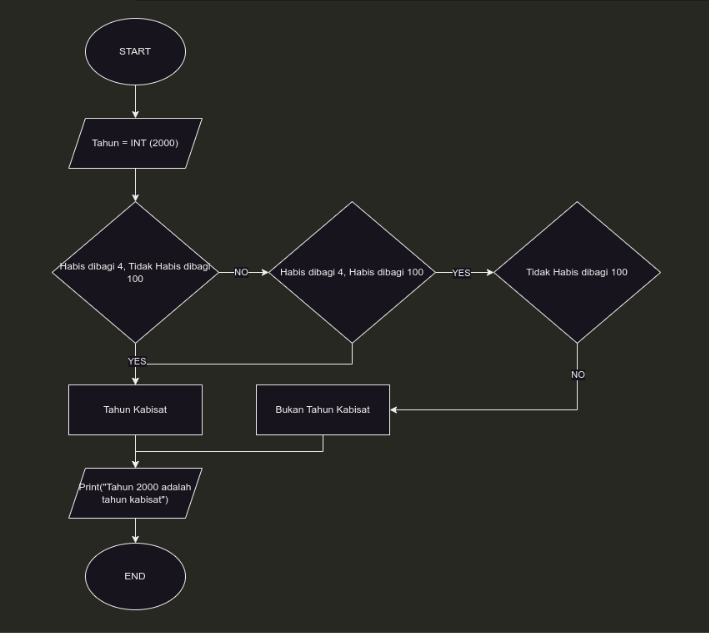 START
Tahun = INT (2000)
Habis dibagi 4, Tidak Habis dibagi
100
NO
Habis dibagi 4, Habis dibagi 100
YES
Tidak Habis dibagi 100
YES
NO
Tahun Kabisat
Bukan Tahun Kabisat
Print("Tahun 2000 adalah
tahun kabisat")
END